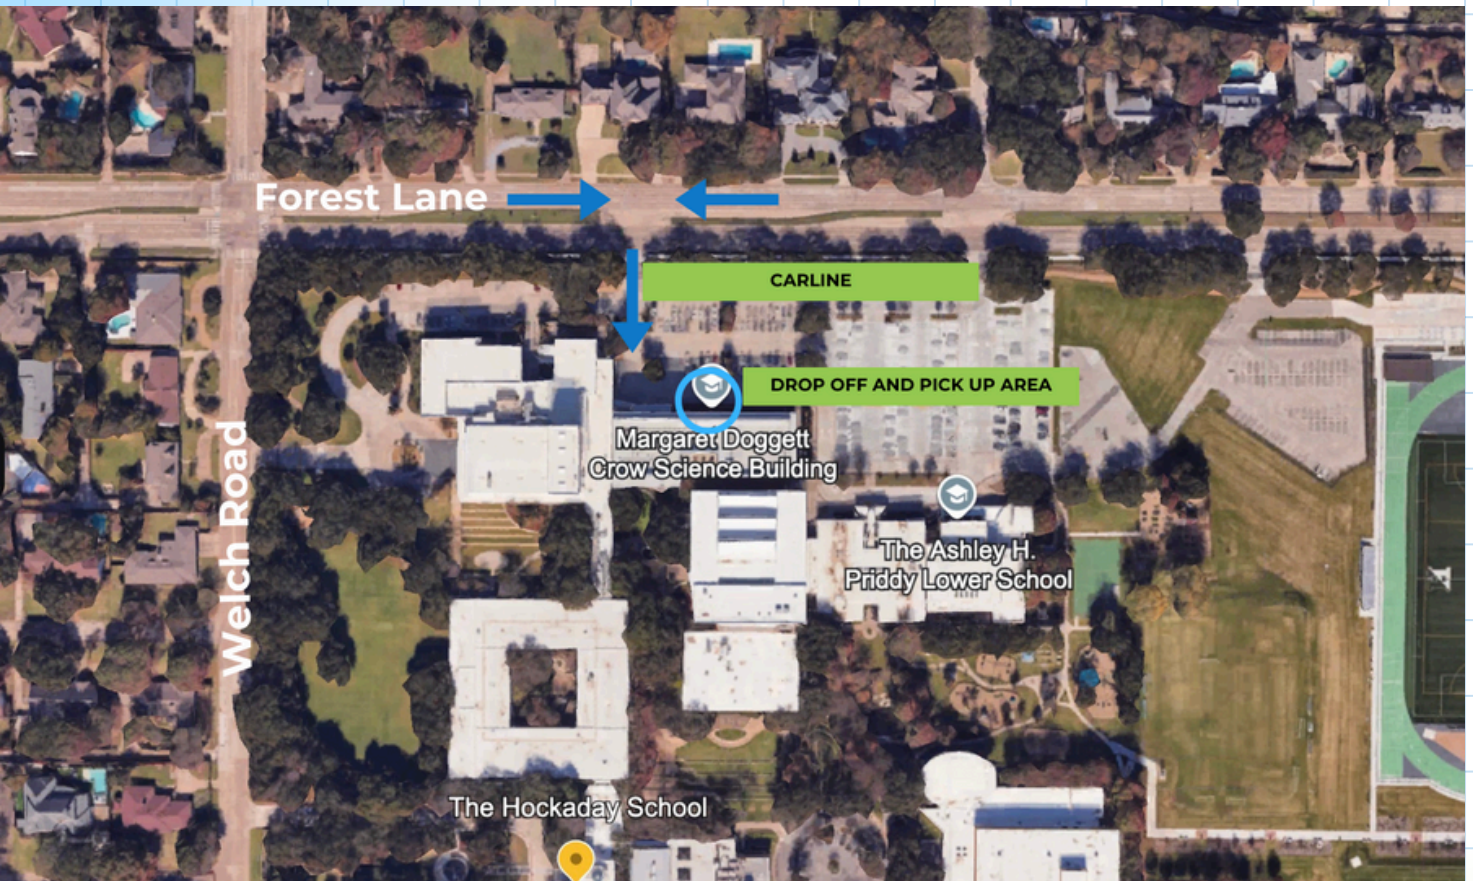 Forest Lane
CARLINE
DROP OFF AND PICK UP AREA
Margaret Doggett
Crow Science Building
Welch Road
The Ashley H.
Priddy Lower School
The Hockaday School